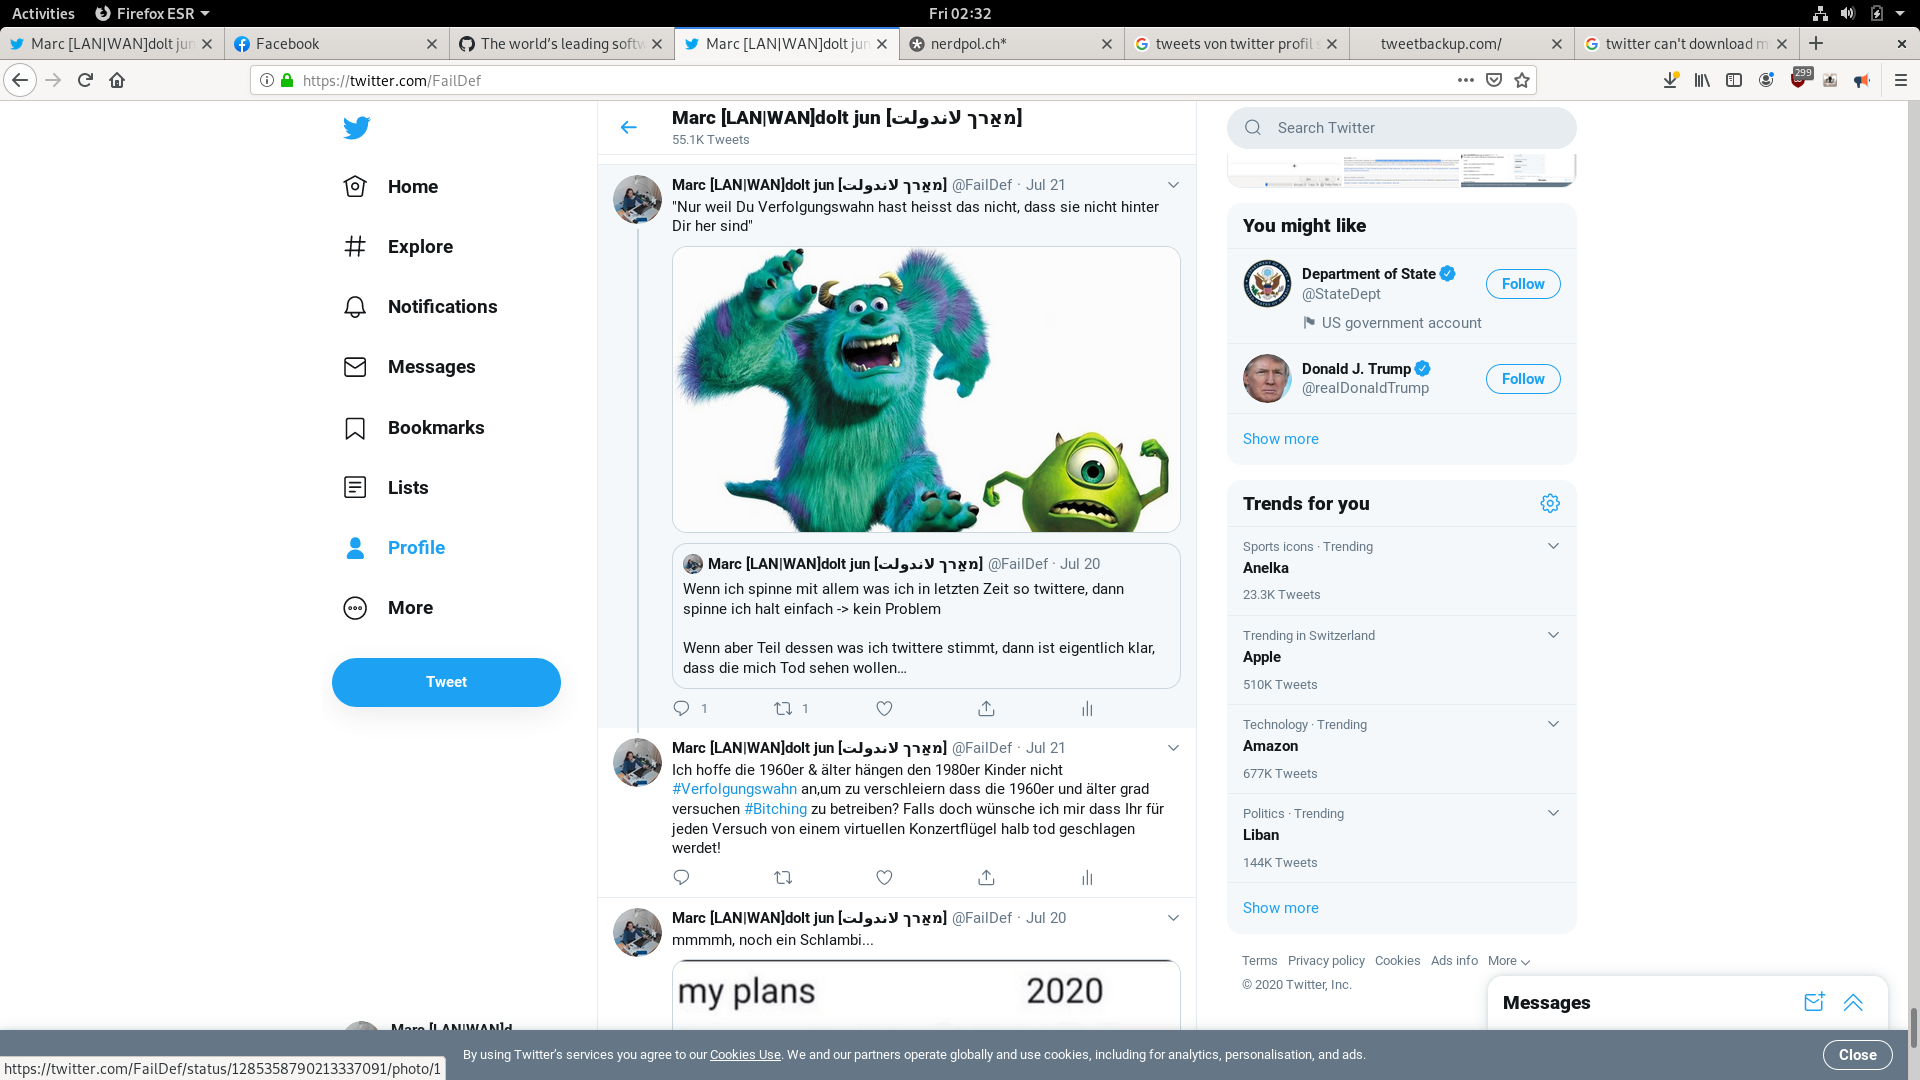 Activities
Firefox ESR
Fri 02:32
Marc [LAN|WAN]dolt jun
Facebook
The world's leading softw
Marc [LAN|WAN]dolt jun
nerdpol.ch*
tweets von twitter profil s
tweetbackup.com/
twitter can't download m
https://twitter.com/FailDef
299
Home
Explore
Notifications
Messages
Bookmarks
Lists
Profile
More
Tweet
Marc [LAN|WAN]d
Marc [LAN|WAN]dolt jun [מאַרך לאנדולת]
55.1K Tweets
Marc [LAN|WAN]dolt jun [מאַרך לאנדולת] @FailDef · Jul 21
"Nur weil Du Verfolgungswahn hast heisst das nicht, dass sie nicht hinter
Dir her sind"
Marc [LAN|WAN]dolt jun [מאַרך לאנדולת] @FailDef · Jul 20
Wenn ich spinne mit allem was ich in letzten Zeit so twittere, dann
spinne ich halt einfach -> kein Problem
Wenn aber Teil dessen was ich twittere stimmt, dann ist eigentlich klar,
dass die mich Tod sehen wollen...
1
1
Marc [LAN|WAN]dolt jun [מאַרך לאנדולת] @FailDef · Jul 21
Ich hoffe die 1960er & älter hängen den 1980er Kinder nicht
#Verfolgungswahn an,um zu verschleiern dass die 1960er und älter grad
versuchen #Bitching zu betreiben? Falls doch wünsche ich mir dass Ihr für
jeden Versuch von einem virtuellen Konzertflügel halb tod geschlagen
werdet!
Marc [LAN|WAN]dolt jun [מאַרך לאנדולת] @FailDef · Jul 20
mmmmh, noch ein Schlambi...
my plans
2020
Search Twitter
You might like
Department of State
@StateDept
US government account
Follow
Donald J. Trump
@realDonaldTrump
Follow
Show more
Trends for you
Sports icons · Trending
Anelka
23.3K Tweets
Trending in Switzerland
Apple
510K Tweets
Technology · Trending
Amazon
677K Tweets
Politics · Trending
Liban
144K Tweets
Show more
Terms Privacy policy Cookies Ads info More
© 2020 Twitter, Inc.
Messages
By using Twitter's services you agree to our Cookies Use. We and our partners operate globally and use cookies, including for analytics, personalisation, and ads.
Close
https://twitter.com/FailDef/status/1285358790213337091/photo/1